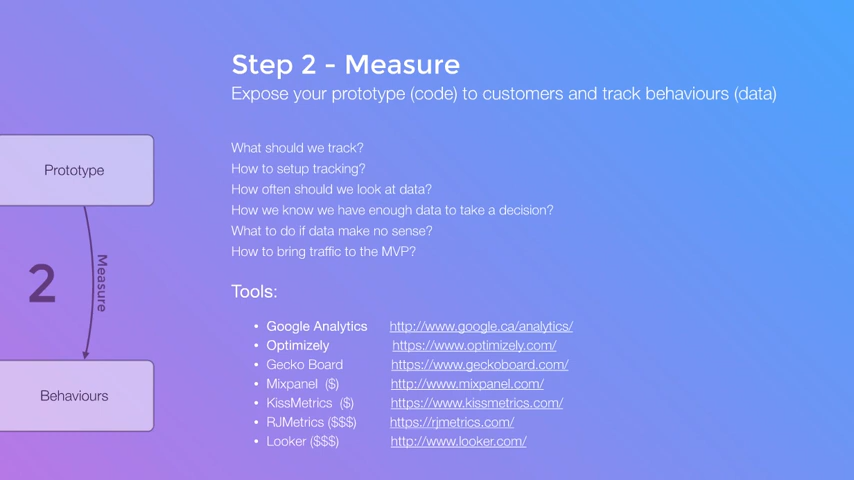 Step 2 - Measure
Expose your prototype (code) to customers and track behaviours (data)
What should we track?
How to setup tracking?
How often should we look at data?
How we know we have enough data to take a decision?
What to do if data make no sense?
How to bring traffic to the MVP?
Prototype
2
Measure
Behaviours
Tools:
• Google Analytics http://www.google.ca/analytics/
• Optimizely https://www.optimizely.com/
• Gecko Board https://www.geckoboard.com/
• Mixpanel ($) http://www.mixpanel.com/
• KissMetrics ($) https://www.kissmetrics.com/
• RJMetrics ($$$) https://rjmetrics.com/
• Looker ($$$) http://www.looker.com/